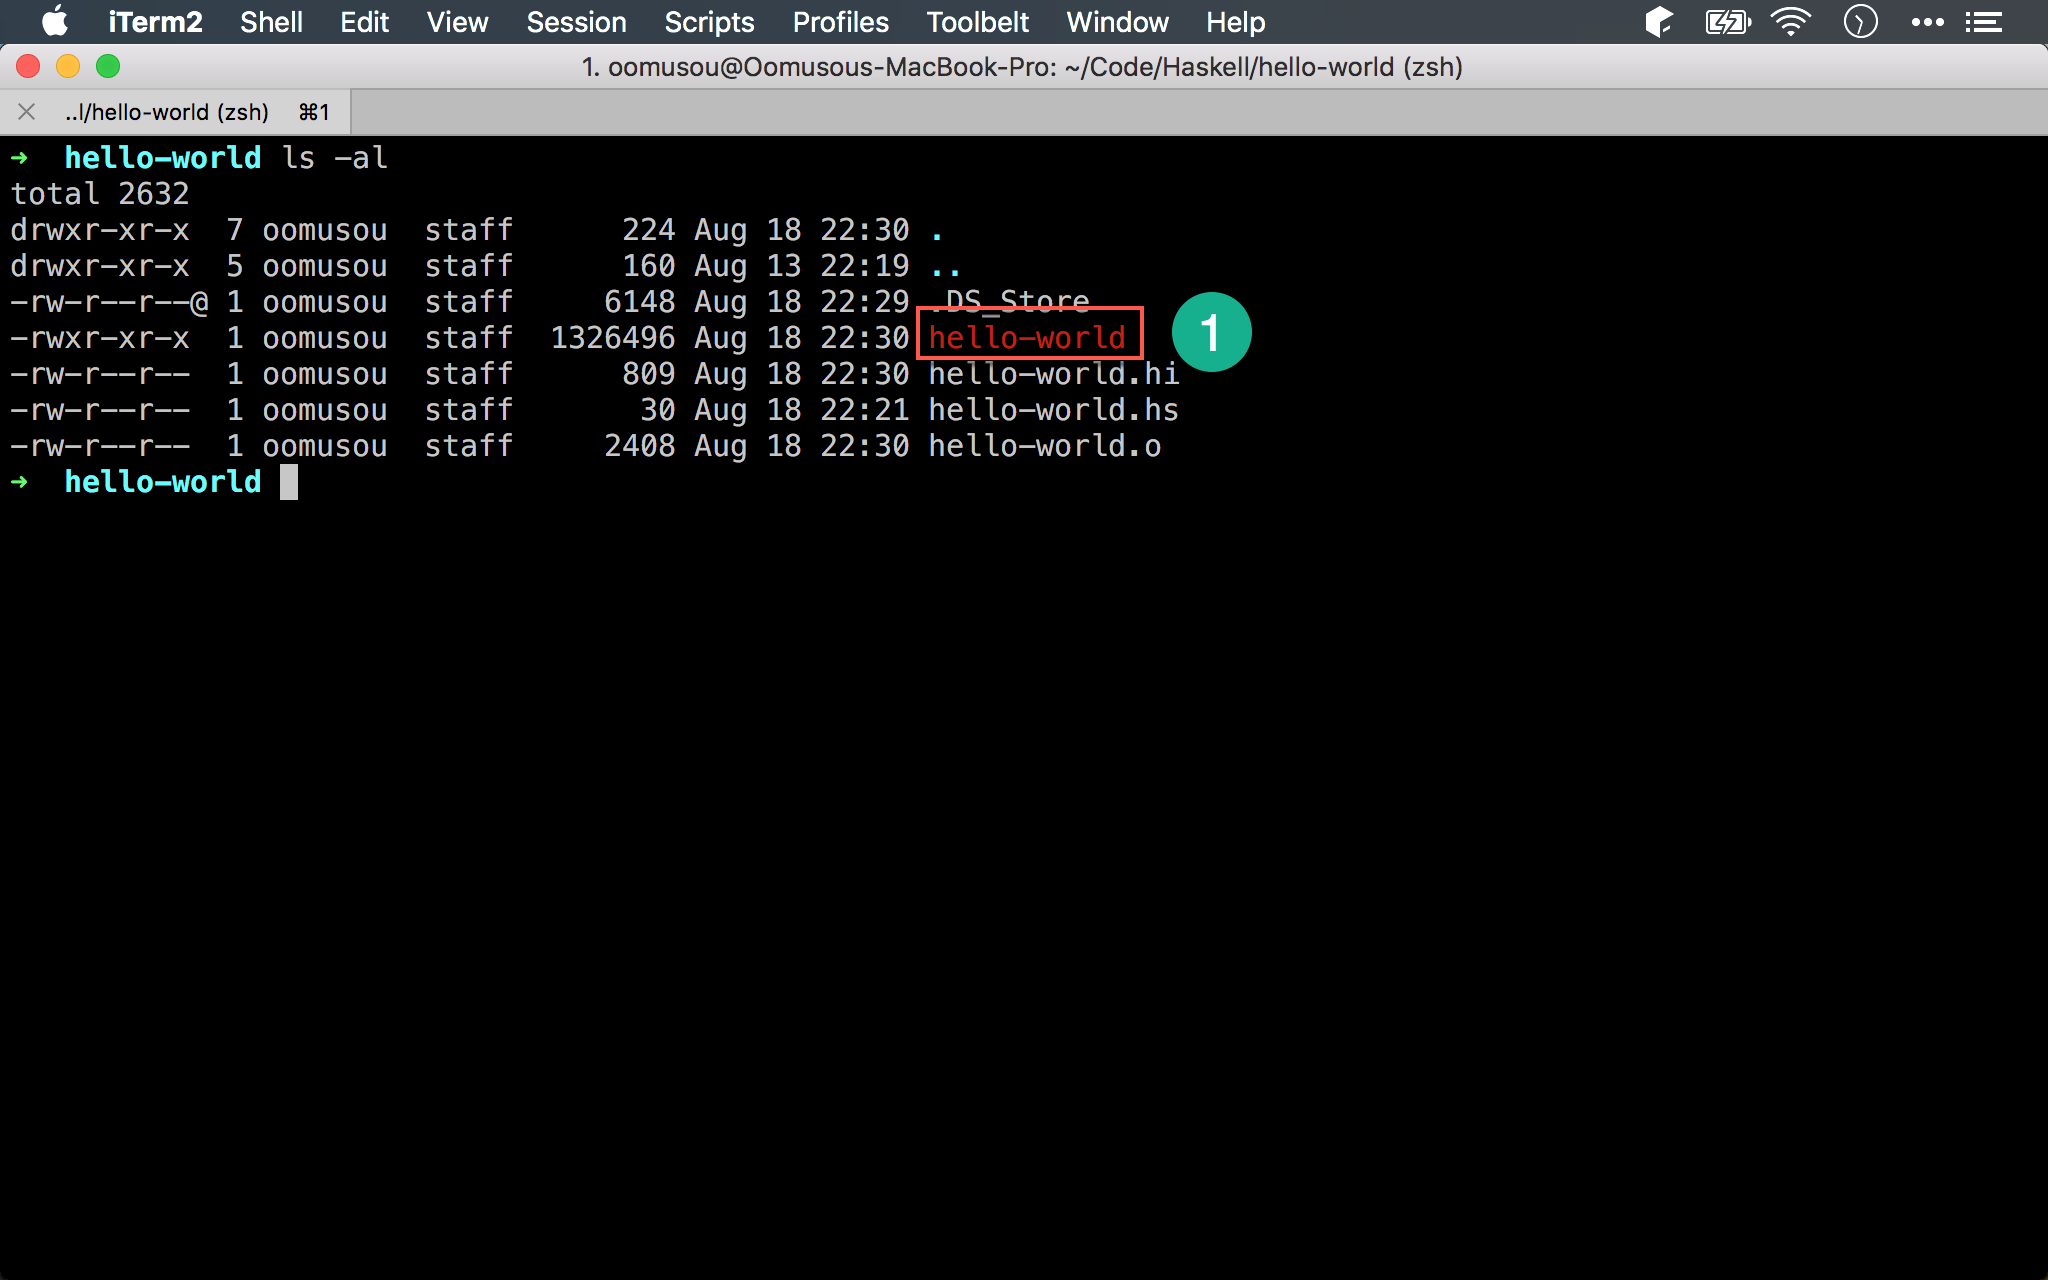 iTerm2 Shell Edit View Session Scripts Profiles Toolbelt Window Help
1. oomusou@Oomusous-MacBook-Pro: ~/Code/Haskell/hello-world (zsh)
..l/hello-world (zsh) ⌘1
➜ hello-world ls -al
total 2632
drwxr-xr-x 7 oomusou staff 224 Aug 18 22:30 .
drwxr-xr-x 5 oomusou staff 160 Aug 13 22:19 ..
-rw-r--r--@ 1 oomusou staff 6148 Aug 18 22:29 .DS_Store
-rwxr-xr-x 1 oomusou staff 1326496 Aug 18 22:30 hello-world 1
-rw-r--r-- 1 oomusou staff 809 Aug 18 22:30 hello-world.hi
-rw-r--r-- 1 oomusou staff 30 Aug 18 22:21 hello-world.hs
-rw-r--r-- 1 oomusou staff 2408 Aug 18 22:30 hello-world.o
➜ hello-world